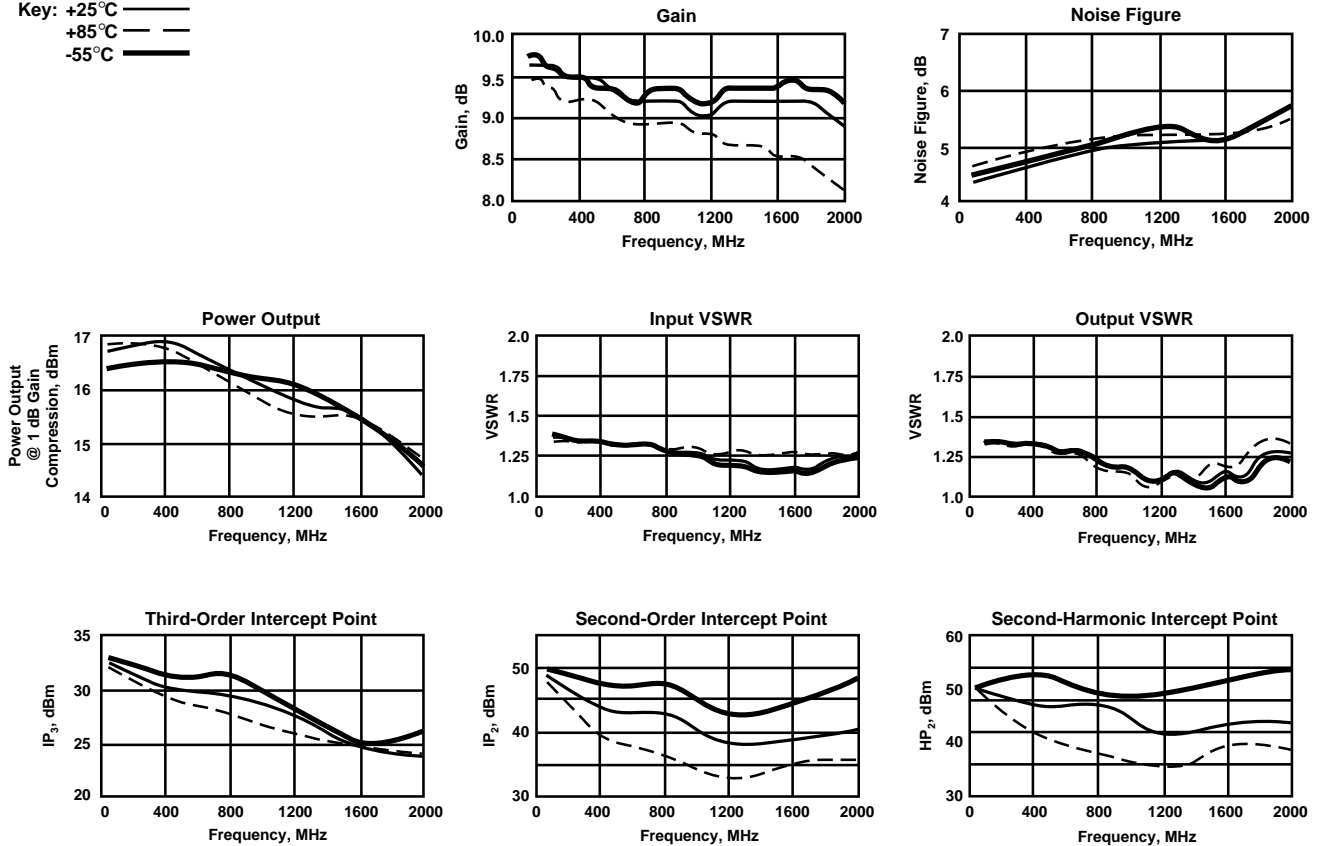 Key: +25°C
+85°C
-55°C
Gain
10.0
9.5
9.0
8.5
8.0
Gain, dB
0 400 800 1200 1600 2000
Frequency, MHz
Noise Figure
7
6
5
4
Noise Figure, dB
0 400 800 1200 1600 2000
Frequency, MHz
Power Output
17
16
15
14
Power Output
@ 1 dB Gain
Compression, dBm
0 400 800 1200 1600 2000
Frequency, MHz
Input VSWR
2.0
1.75
1.5
1.25
1.0
VSWR
0 400 800 1200 1600 2000
Frequency, MHz
Output VSWR
2.0
1.75
1.5
1.25
1.0
VSWR
0 400 800 1200 1600 2000
Frequency, MHz
Third-Order Intercept Point
35
30
25
20
IP3, dBm
0 400 800 1200 1600 2000
Frequency, MHz
Second-Order Intercept Point
50
40
30
IP2, dBm
0 400 800 1200 1600 2000
Frequency, MHz
Second-Harmonic Intercept Point
60
50
40
30
HP2, dBm
0 400 800 1200 1600 2000
Frequency, MHz